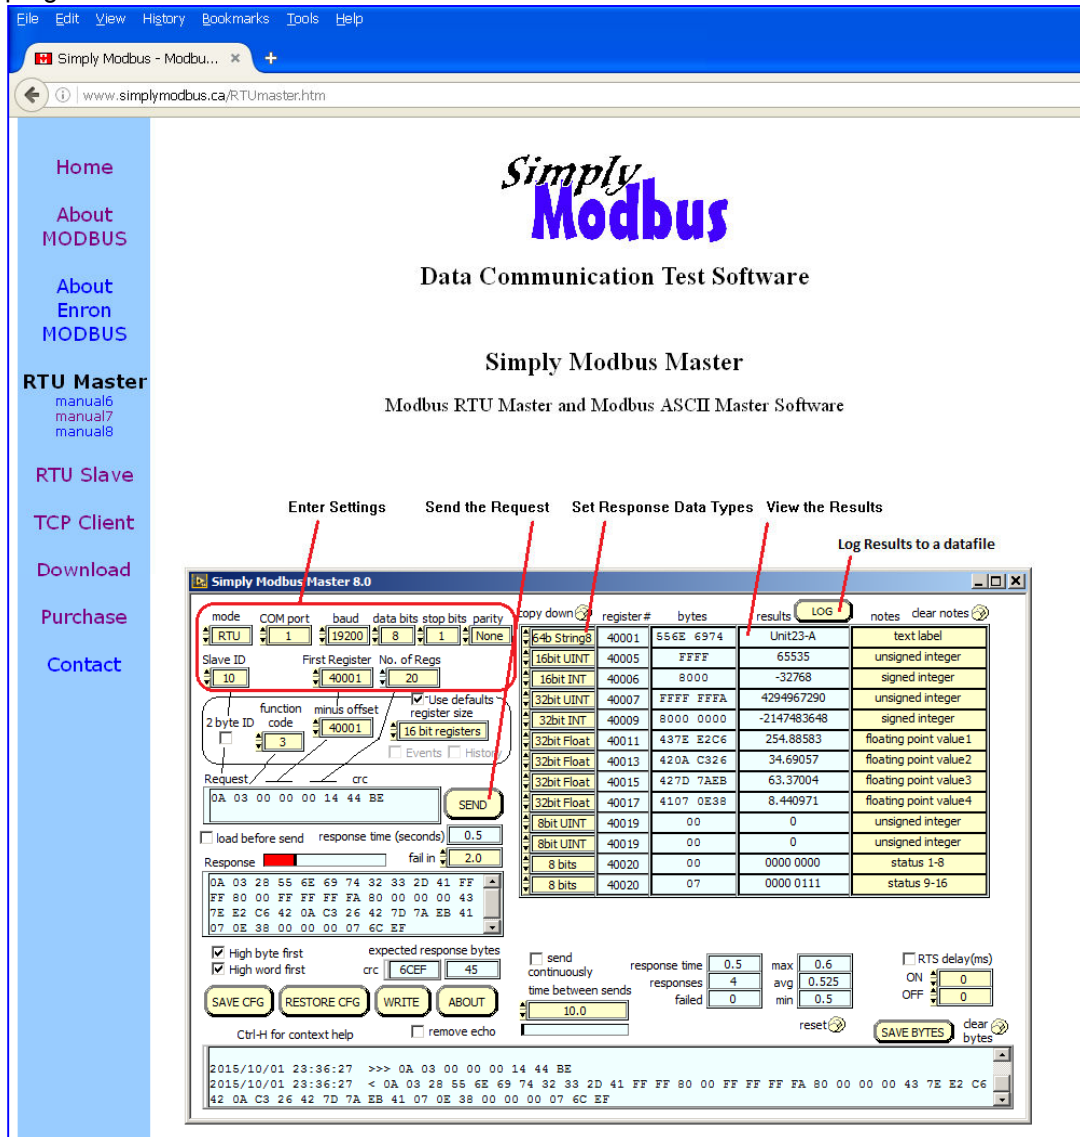 File Edit View History Bookmarks Tools Help
Simply Modbus - Modbu... × +
www.simplymodbus.ca/RTUmaster.htm
Home
About
MODBUS
About
Enron
MODBUS
RTU Master
manual6
manual7
manual8
RTU Slave
TCP Client
Download
Purchase
Contact
Simply
Modbus
Data Communication Test Software
Simply Modbus Master
Modbus RTU Master and Modbus ASCII Master Software
Enter Settings Send the Request Set Response Data Types View the Results
Log Results to a datafile
Simply Modbus Master 8.0
mode COM port baud data bits stop bits parity
RTU 1 19200 8 1 None
Slave ID First Register No. of Regs
10 40001 20
2 byte ID function code minus offset Use defaults register size
3 40001 16 bit registers
Events History
Request crc
0A 03 00 00 00 14 44 BE SEND
load before send response time (seconds) 0.5
Response fail in 2.0
0A 03 28 55 6E 69 74 32 33 2D 41 FF
FF 80 00 FF FF FF FA 80 00 00 00 43
7E E2 C6 42 0A C3 26 42 7D 7A EB 41
07 0E 38 00 00 00 07 6C EF
High byte first expected response bytes
High word first crc 6CEF 45
SAVE CFG RESTORE CFG WRITE ABOUT
Ctrl-H for context help remove echo
copy down register # bytes results LOG notes clear notes
64b String8 40001 556E 6974 Unit23-A text label
16bit UINT 40005 FFFF 65535 unsigned integer
16bit INT 40006 8000 -32768 signed integer
32bit UINT 40007 FFFF FFFA 4294967290 unsigned integer
32bit INT 40009 8000 0000 -2147483648 signed integer
32bit Float 40011 437E E2C6 254.88583 floating point value1
32bit Float 40013 420A C326 34.69057 floating point value2
32bit Float 40015 427D 7AEB 63.37004 floating point value3
32bit Float 40017 4107 0E38 8.440971 floating point value4
8bit UINT 40019 00 0 unsigned integer
8bit UINT 40019 00 0 unsigned integer
8 bits 40020 00 0000 0000 status 1-8
8 bits 40020 07 0000 0111 status 9-16
send continuously
time between sends
10.0
response time 0.5 max 0.6
responses 4 avg 0.525
failed 0 min 0.5
reset
RTS delay(ms)
ON 0
OFF 0
SAVE BYTES clear bytes
2015/10/01 23:36:27 >>> 0A 03 00 00 00 14 44 BE
2015/10/01 23:36:27 < 0A 03 28 55 6E 69 74 32 33 2D 41 FF FF 80 00 FF FF FF FA 80 00 00 00 43 7E E2 C6
42 0A C3 26 42 7D 7A EB 41 07 0E 38 00 00 00 07 6C EF